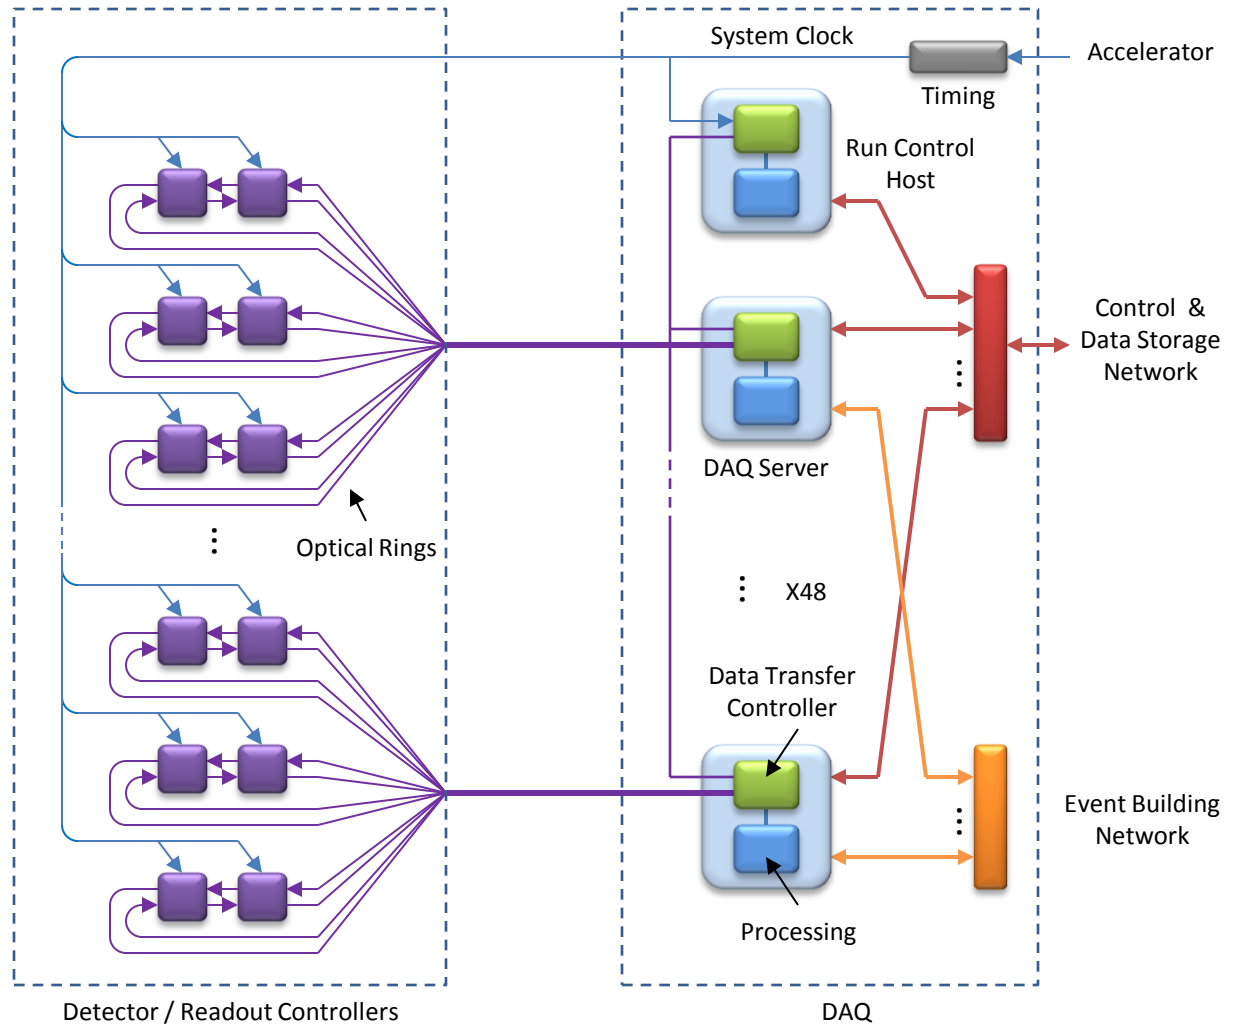 System Clock
Accelerator
Timing
Run Control
Host
Control &
Data Storage
Network
DAQ Server
Optical Rings
X48
Data Transfer
Controller
Event Building
Network
Processing
Detector / Readout Controllers
DAQ